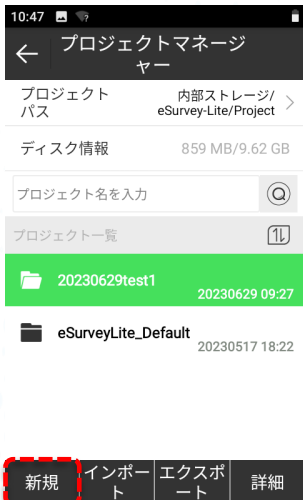 10:47
プロジェクトマネージ
ャー
プロジェクト
パス
内部ストレージ/
eSurvey-Lite/Project
ディスク情報
859 MB/9.62 GB
プロジェクト名を入力
プロジェクト一覧
20230629test1
20230629 09:27
eSurveyLite_Default
20230517 18:22
新規
インポー
ト
エクスポ
ート
詳細